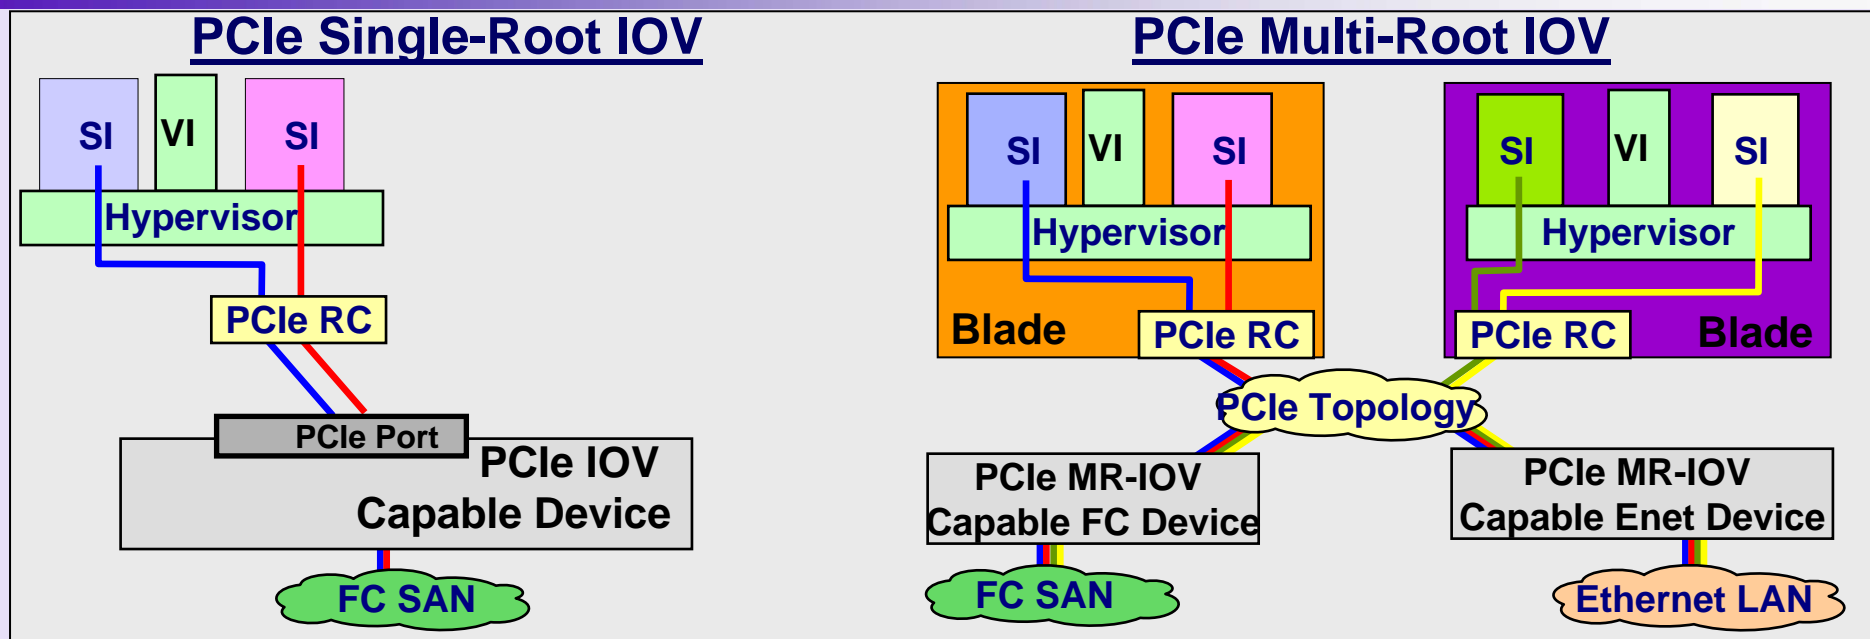 PCIe Single-Root IOV
SI
VI
SI
Hypervisor
PCIe RC
PCIe Port
PCIe IOV
Capable Device
FC SAN
PCIe Multi-Root IOV
SI
VI
SI
Hypervisor
Blade
PCIe RC
SI
VI
SI
Hypervisor
PCIe RC
Blade
PCIe Topology
PCIe MR-IOV
Capable FC Device
FC SAN
PCIe MR-IOV
Capable Enet Device
Ethernet LAN